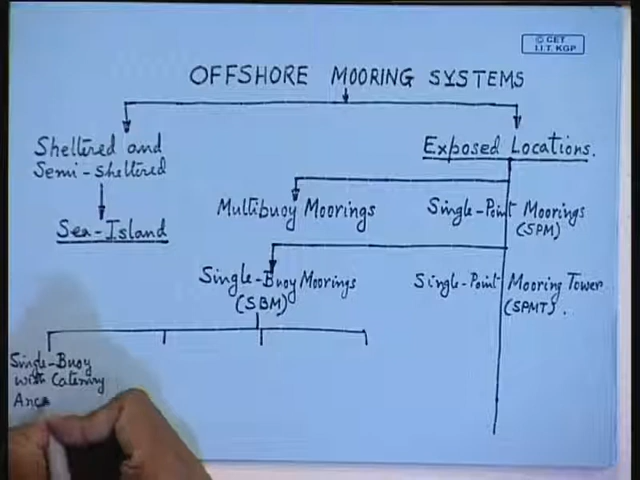 © CET
I.I.T. KGP
OFFSHORE MOORING SYSTEMS
Sheltered and
Semi-sheltered
Sea-Island
Exposed Locations.
Multibuoy Moorings
Single-Point Moorings
(SPM)
Single-Buoy Moorings
(SBM)
Single-Point Mooring Tower
(SPMT).
Single-Buoy
with Catenary